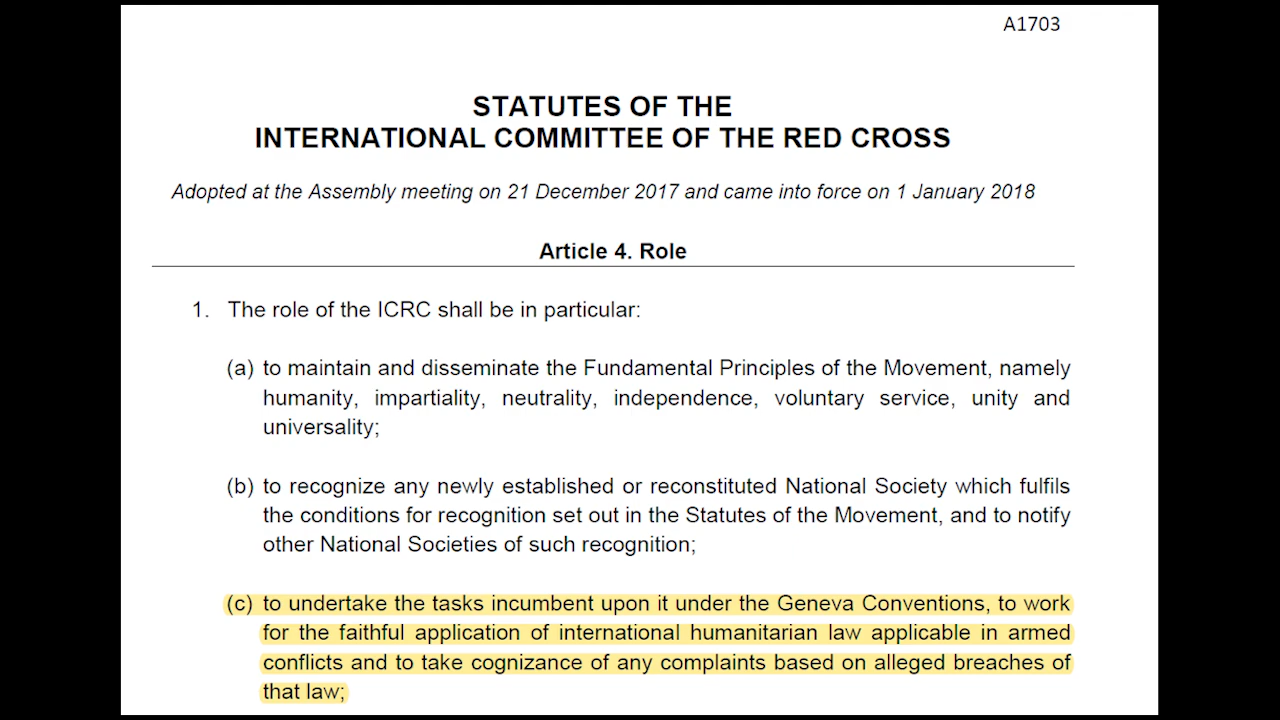 A1703
STATUTES OF THE
INTERNATIONAL COMMITTEE OF THE RED CROSS
Adopted at the Assembly meeting on 21 December 2017 and came into force on 1 January 2018
Article 4. Role
1. The role of the ICRC shall be in particular:
(a) to maintain and disseminate the Fundamental Principles of the Movement, namely
humanity, impartiality, neutrality, independence, voluntary service, unity and
universality;
(b) to recognize any newly established or reconstituted National Society which fulfils
the conditions for recognition set out in the Statutes of the Movement, and to notify
other National Societies of such recognition;
(c) to undertake the tasks incumbent upon it under the Geneva Conventions, to work
for the faithful application of international humanitarian law applicable in armed
conflicts and to take cognizance of any complaints based on alleged breaches of
that law;